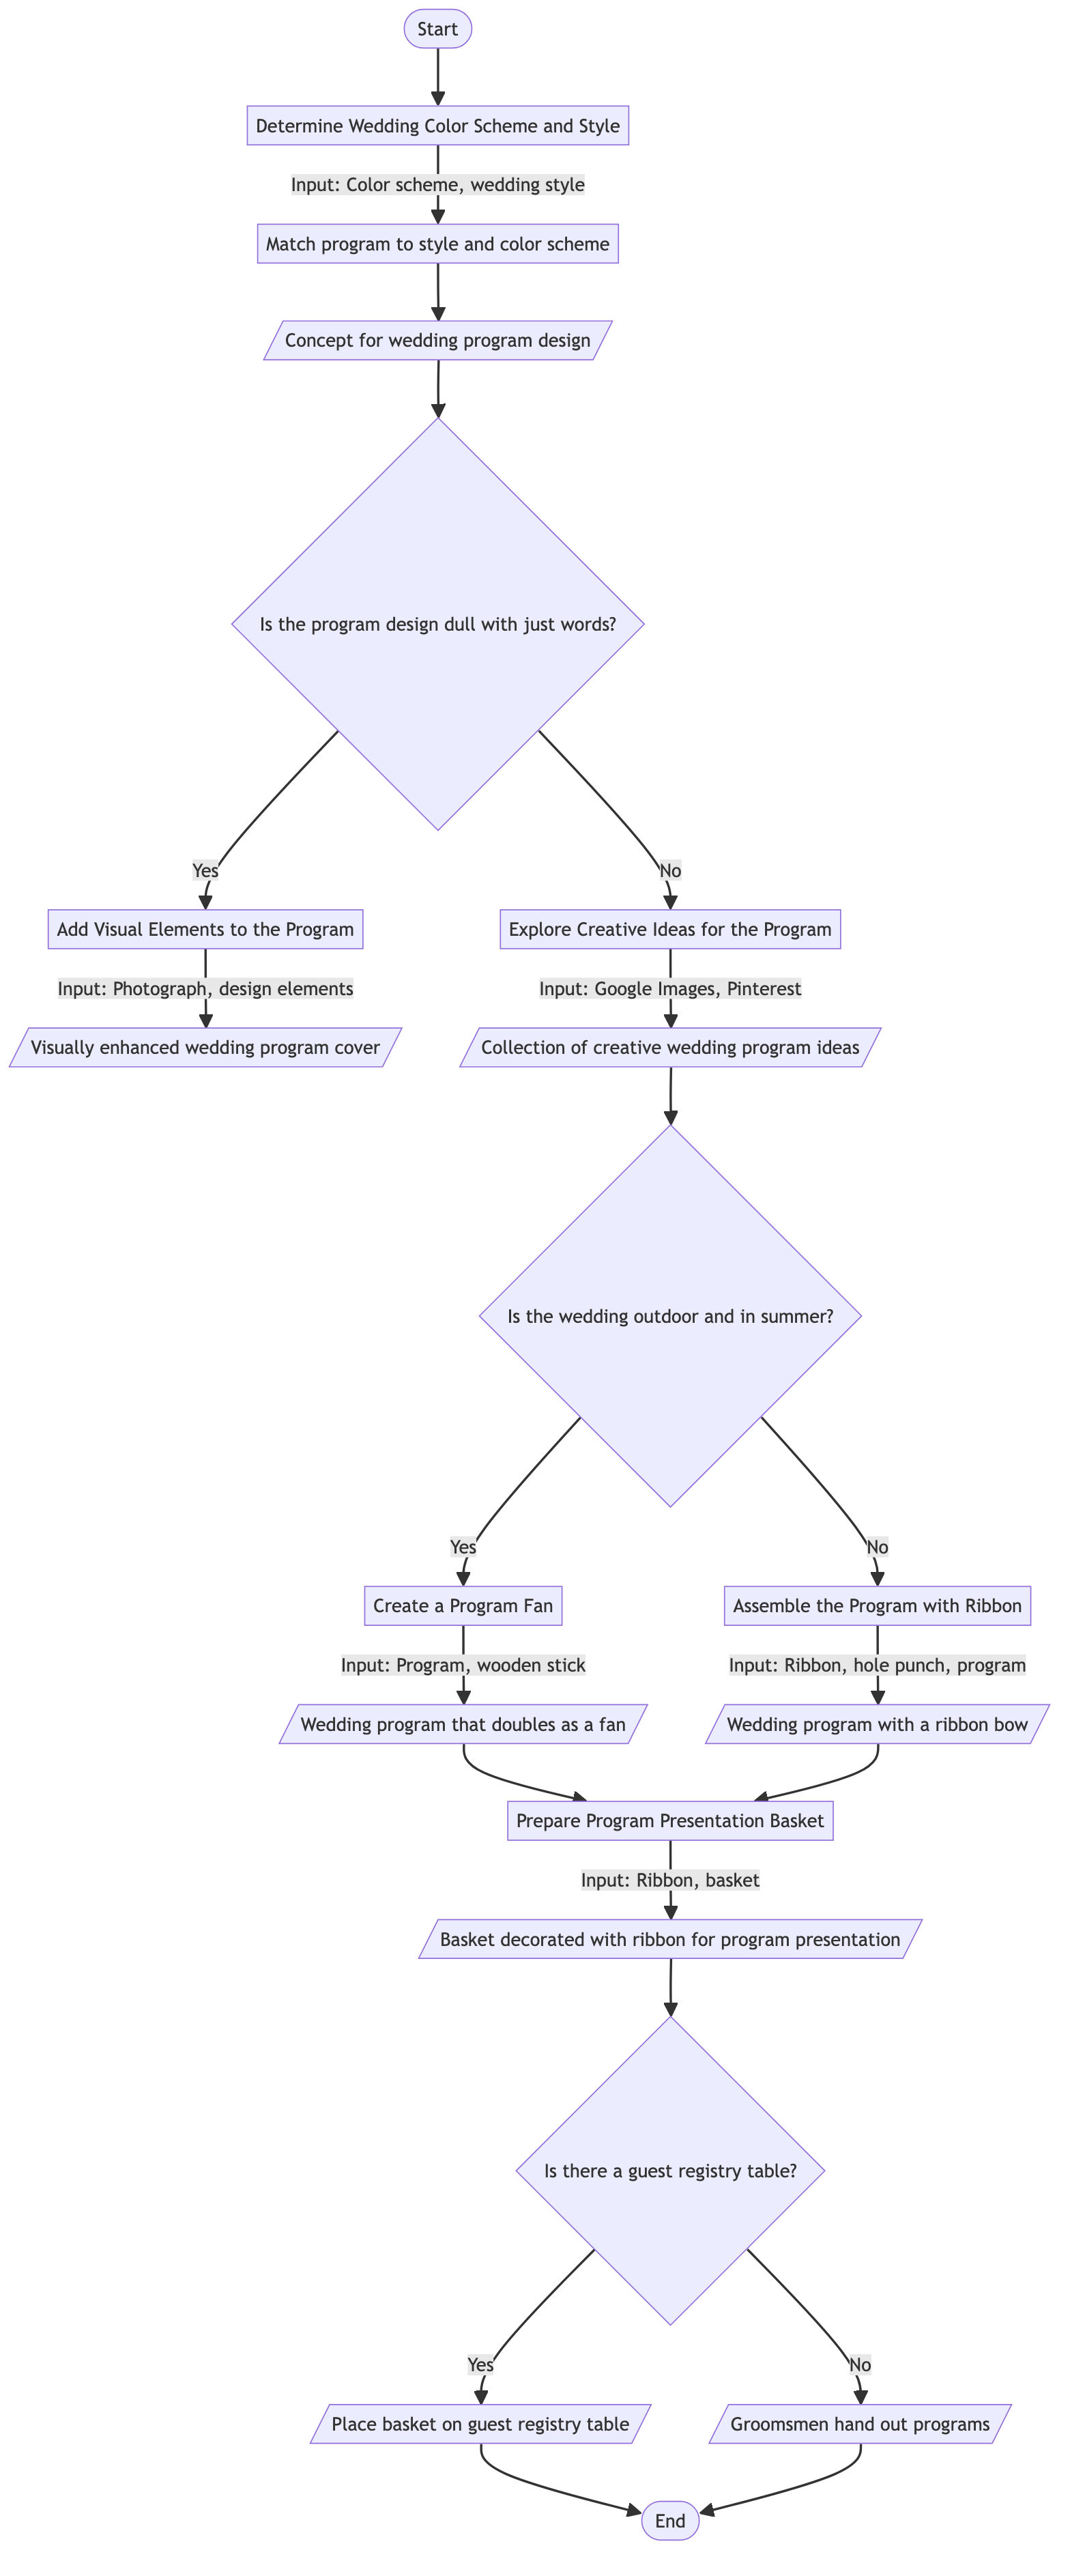 Start
Determine Wedding Color Scheme and Style
Input: Color scheme, wedding style
Match program to style and color scheme
Concept for wedding program design
Is the program design dull with just words?
Yes
No
Add Visual Elements to the Program
Explore Creative Ideas for the Program
Input: Photograph, design elements
Input: Google Images, Pinterest
Visually enhanced wedding program cover
Collection of creative wedding program ideas
Is the wedding outdoor and in summer?
Yes
No
Create a Program Fan
Assemble the Program with Ribbon
Input: Program, wooden stick
Input: Ribbon, hole punch, program
Wedding program that doubles as a fan
Wedding program with a ribbon bow
Prepare Program Presentation Basket
Input: Ribbon, basket
Basket decorated with ribbon for program presentation
Is there a guest registry table?
Yes
No
Place basket on guest registry table
Groomsmen hand out programs
End